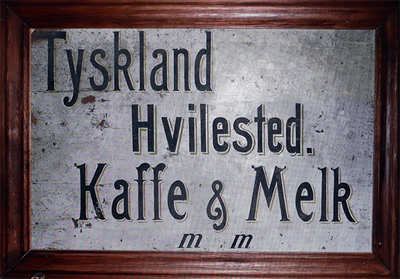 Tyskland
Hvilested.
Kaffe & Melk
m m